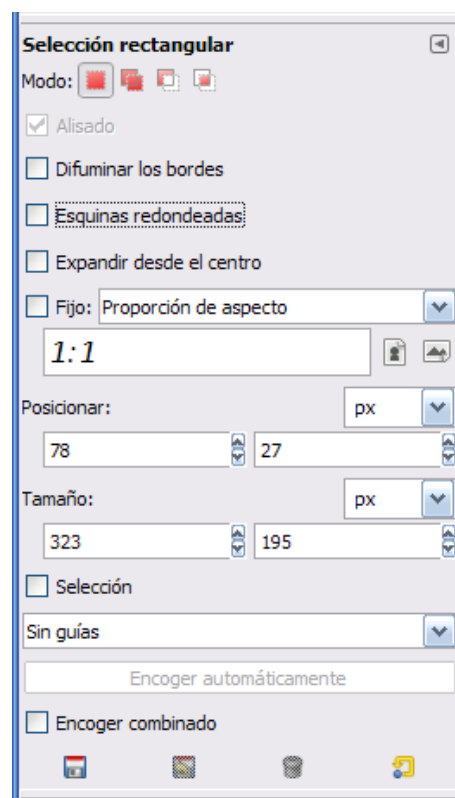 Selección rectangular
Modo:
Alisado
Difuminar los bordes
Esquinas redondeadas
Expandir desde el centro
Fijo: Proporción de aspecto
1:1
Posicionar: px
78 27
Tamaño: px
323 195
Selección
Sin guías
Encoger automáticamente
Encoger combinado